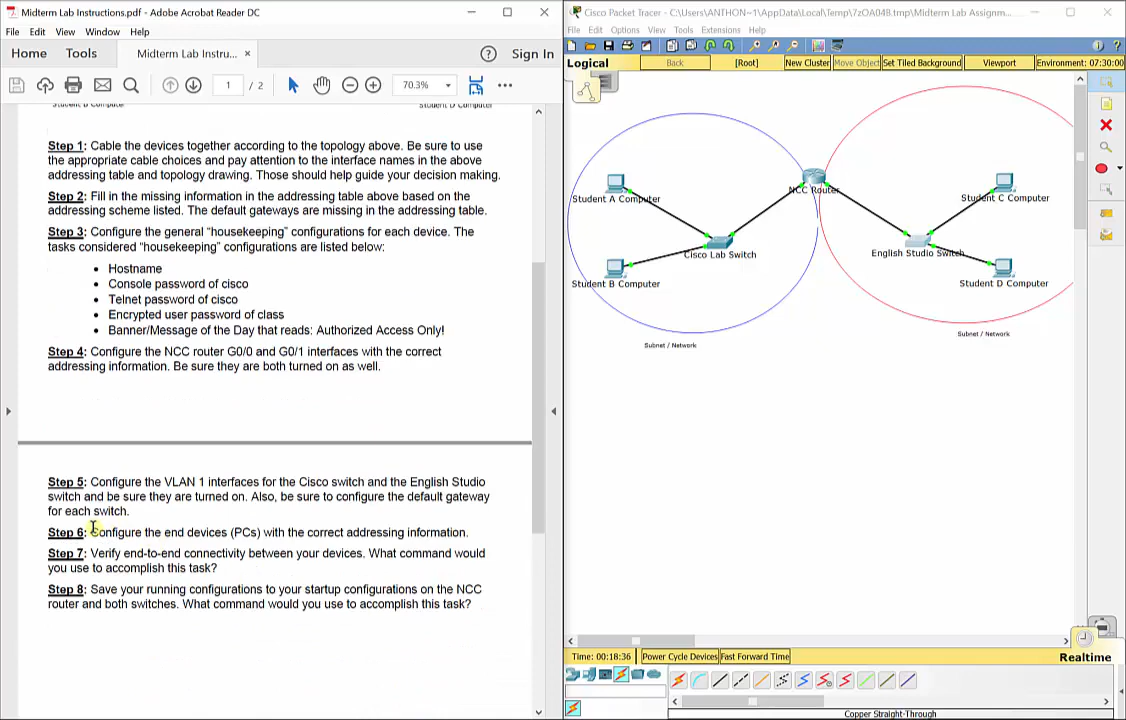 Midterm Lab Instructions.pdf - Adobe Acrobat Reader DC
File Edit View Window Help
Home Tools Midterm Lab Instru... × Sign In
1 / 2 70.3%
Student B Computer Student D Computer
Step 1: Cable the devices together according to the topology above. Be sure to use
the appropriate cable choices and pay attention to the interface names in the above
addressing table and topology drawing. Those should help guide your decision making.
Step 2: Fill in the missing information in the addressing table above based on the
addressing scheme listed. The default gateways are missing in the addressing table.
Step 3: Configure the general “housekeeping” configurations for each device. The
tasks considered “housekeeping” configurations are listed below:
• Hostname
• Console password of cisco
• Telnet password of cisco
• Encrypted user password of class
• Banner/Message of the Day that reads: Authorized Access Only!
Step 4: Configure the NCC router G0/0 and G0/1 interfaces with the correct
addressing information. Be sure they are both turned on as well.
Step 5: Configure the VLAN 1 interfaces for the Cisco switch and the English Studio
switch and be sure they are turned on. Also, be sure to configure the default gateway
for each switch.
Step 6: Configure the end devices (PCs) with the correct addressing information.
Step 7: Verify end-to-end connectivity between your devices. What command would
you use to accomplish this task?
Step 8: Save your running configurations to your startup configurations on the NCC
router and both switches. What command would you use to accomplish this task?
Cisco Packet Tracer - C:\Users\ANTHON~1\AppData\Local\Temp\7zOA04B.tmp\Midterm Lab Assignm...
File Edit Options View Tools Extensions Help
Logical Back [Root] New Cluster Move Object Set Tiled Background Viewport Environment: 07:30:00
Student A Computer
NCC Router
Student C Computer
Cisco Lab Switch
English Studio Switch
Student B Computer
Student D Computer
Subnet / Network
Subnet / Network
Time: 00:18:36 Power Cycle Devices Fast Forward Time Realtime
Copper Straight-Through